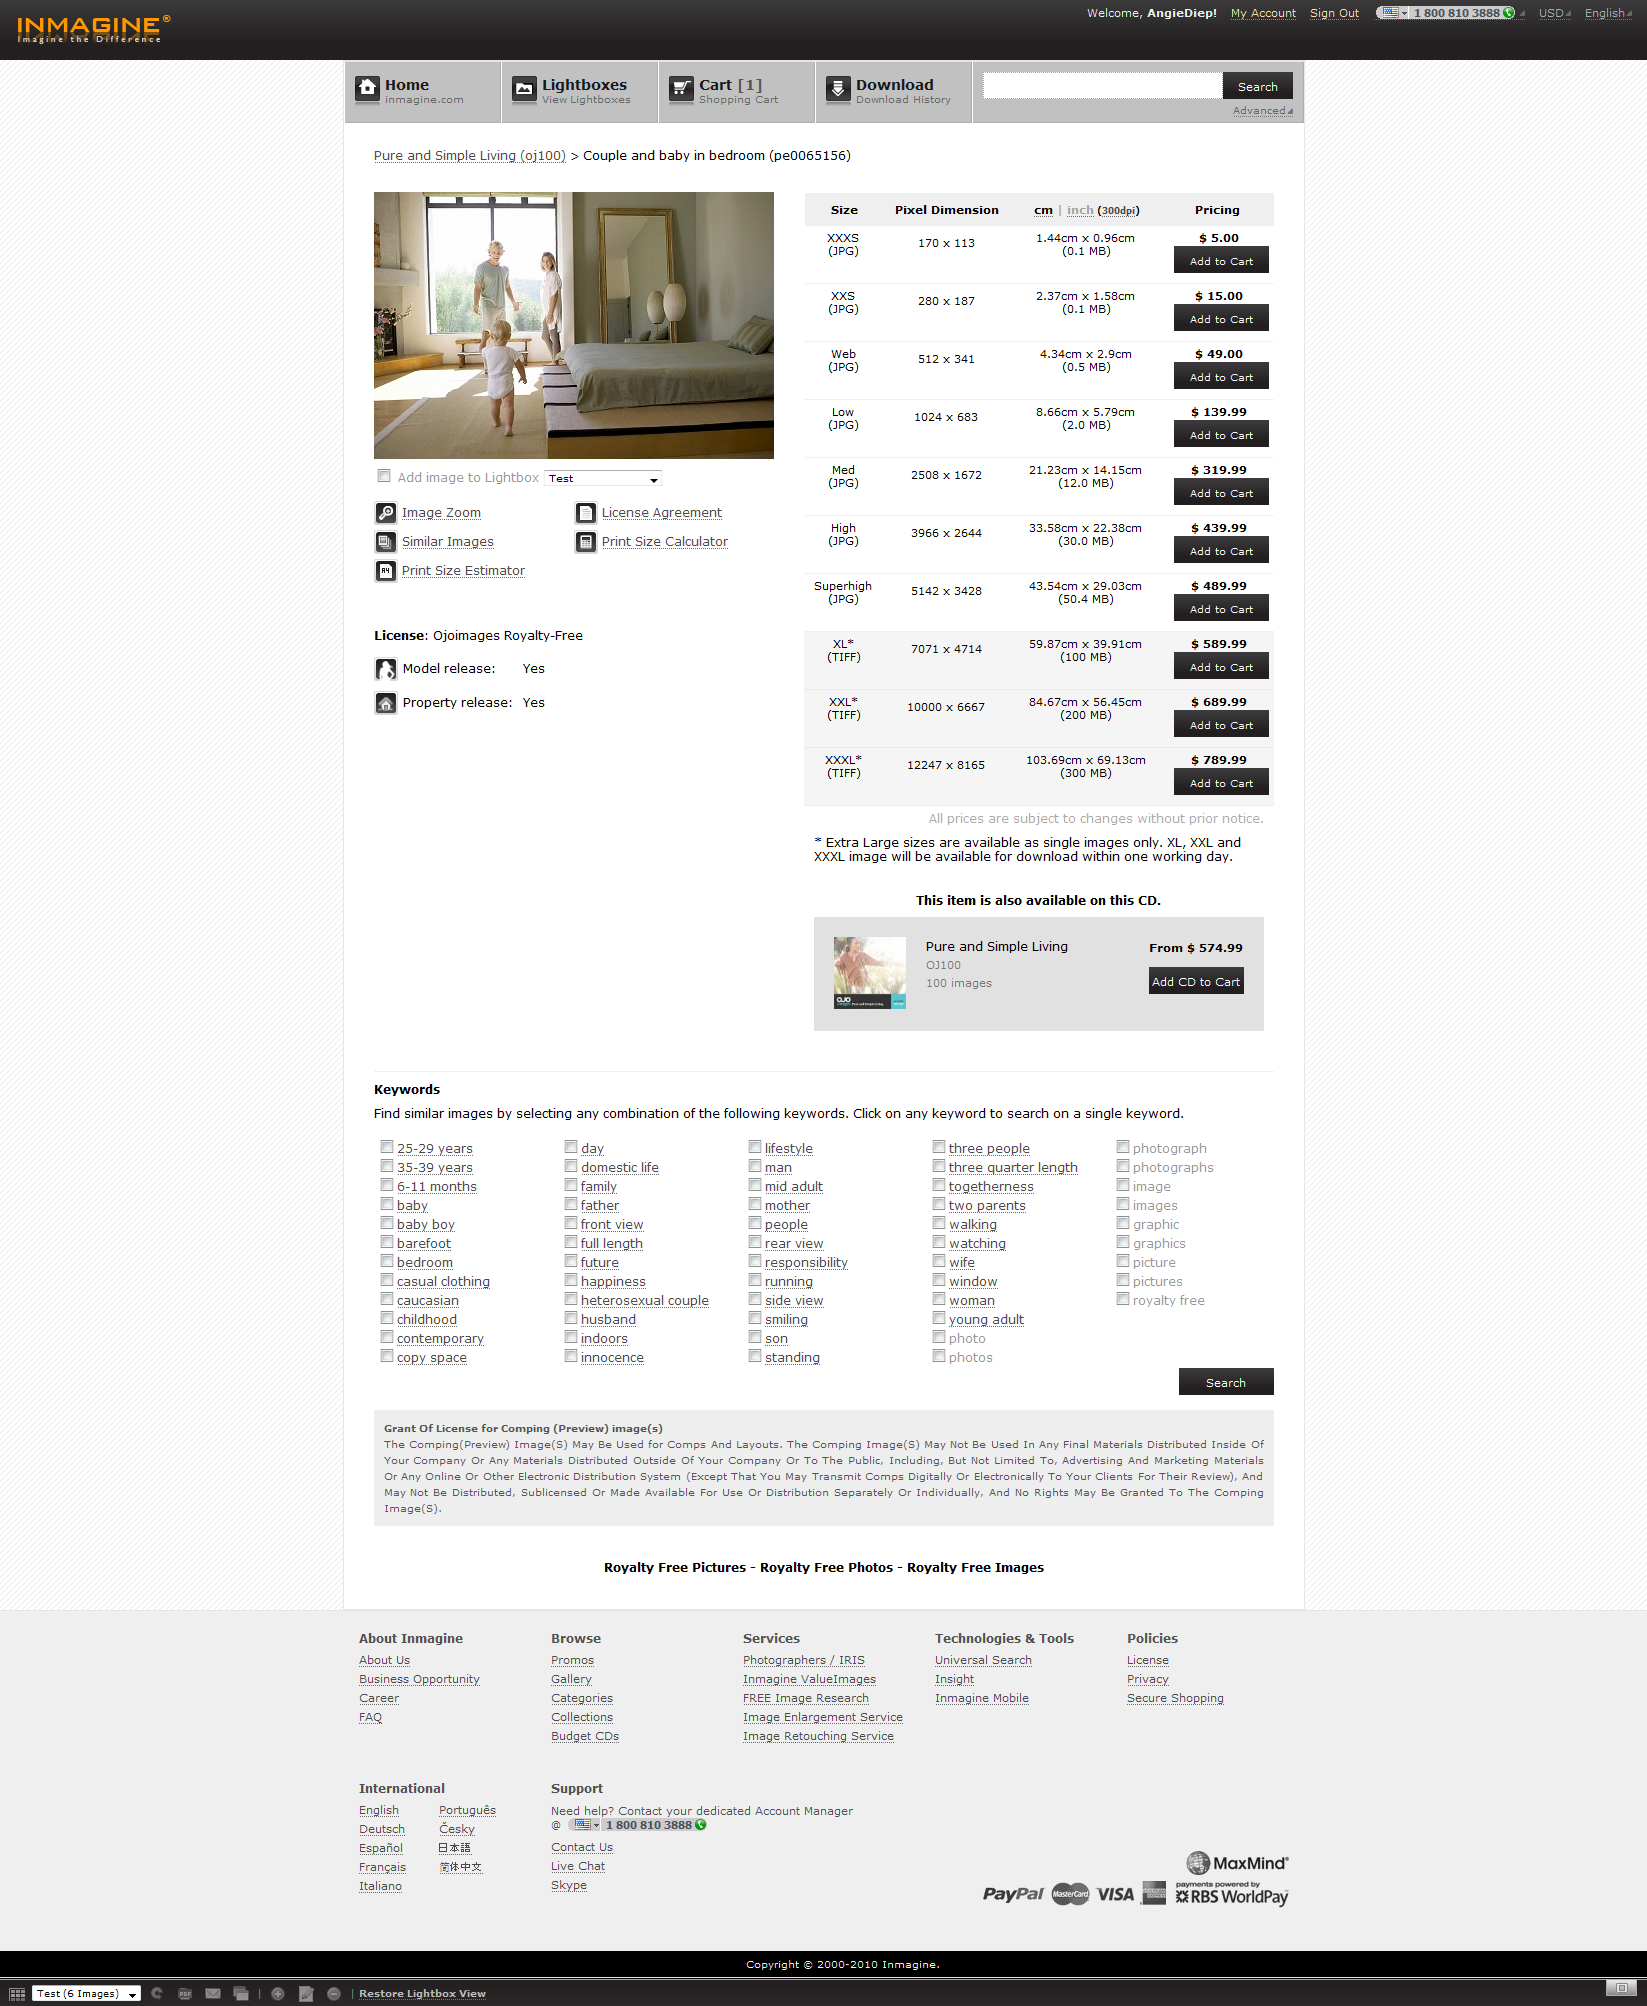 INMAGINE®
Imagine the Difference
Welcome, AngieDiep! My Account Sign Out 1 800 810 3888 USD English
Home
inmagine.com
Lightboxes
View Lightboxes
Cart [1]
Shopping Cart
Download
Download History
Search
Advanced
Pure and Simple Living (oj100) > Couple and baby in bedroom (pe0065156)
Add image to Lightbox Test
Image Zoom
License Agreement
Similar Images
Print Size Calculator
Print Size Estimator
License: Ojoimages Royalty-Free
Model release: Yes
Property release: Yes
Size Pixel Dimension cm | inch (300dpi) Pricing
XXXS (JPG) 170 x 113 1.44cm x 0.96cm (0.1 MB) $ 5.00 Add to Cart
XXS (JPG) 280 x 187 2.37cm x 1.58cm (0.1 MB) $ 15.00 Add to Cart
Web (JPG) 512 x 341 4.34cm x 2.9cm (0.5 MB) $ 49.00 Add to Cart
Low (JPG) 1024 x 683 8.66cm x 5.79cm (2.0 MB) $ 139.99 Add to Cart
Med (JPG) 2508 x 1672 21.23cm x 14.15cm (12.0 MB) $ 319.99 Add to Cart
High (JPG) 3966 x 2644 33.58cm x 22.38cm (30.0 MB) $ 439.99 Add to Cart
Superhigh (JPG) 5142 x 3428 43.54cm x 29.03cm (50.4 MB) $ 489.99 Add to Cart
XL* (TIFF) 7071 x 4714 59.87cm x 39.91cm (100 MB) $ 589.99 Add to Cart
XXL* (TIFF) 10000 x 6667 84.67cm x 56.45cm (200 MB) $ 689.99 Add to Cart
XXXL* (TIFF) 12247 x 8165 103.69cm x 69.13cm (300 MB) $ 789.99 Add to Cart
All prices are subject to changes without prior notice.
* Extra Large sizes are available as single images only. XL, XXL and
XXXL image will be available for download within one working day.
This item is also available on this CD.
Pure and Simple Living
OJ100
100 images
From $ 574.99
Add CD to Cart
Keywords
Find similar images by selecting any combination of the following keywords. Click on any keyword to search on a single keyword.
25-29 years day lifestyle three people photograph
35-39 years domestic life man three quarter length photographs
6-11 months family mid adult togetherness image
baby father mother two parents images
baby boy front view people walking graphic
barefoot full length rear view watching graphics
bedroom future responsibility wife picture
casual clothing happiness running window pictures
caucasian heterosexual couple side view woman royalty free
childhood husband smiling young adult
contemporary indoors son photo
copy space innocence standing photos
Search
Grant Of License for Comping (Preview) image(s)
The Comping(Preview) Image(S) May Be Used for Comps And Layouts. The Comping Image(S) May Not Be Used In Any Final Materials Distributed Inside Of
Your Company Or Any Materials Distributed Outside Of Your Company Or To The Public, Including, But Not Limited To, Advertising And Marketing Materials
Or Any Online Or Other Electronic Distribution System (Except That You May Transmit Comps Digitally Or Electronically To Your Clients For Their Review), And
May Not Be Distributed, Sublicensed Or Made Available For Use Or Distribution Separately Or Individually, And No Rights May Be Granted To The Comping
Image(S).
Royalty Free Pictures - Royalty Free Photos - Royalty Free Images
About Inmagine
About Us
Business Opportunity
Career
FAQ
Browse
Promos
Gallery
Categories
Collections
Budget CDs
Services
Photographers / IRIS
Inmagine ValueImages
FREE Image Research
Image Enlargement Service
Image Retouching Service
Technologies & Tools
Universal Search
Insight
Inmagine Mobile
Policies
License
Privacy
Secure Shopping
International
English Português
Deutsch Česky
Español 日本語
Français 简体中文
Italiano
Support
Need help? Contact your dedicated Account Manager
@ 1 800 810 3888
Contact Us
Live Chat
Skype
MaxMind
PayPal MasterCard VISA payments powered by
RBS WorldPay
Copyright © 2000-2010 Inmagine.
Test (6 Images) PDF | | Restore Lightbox View